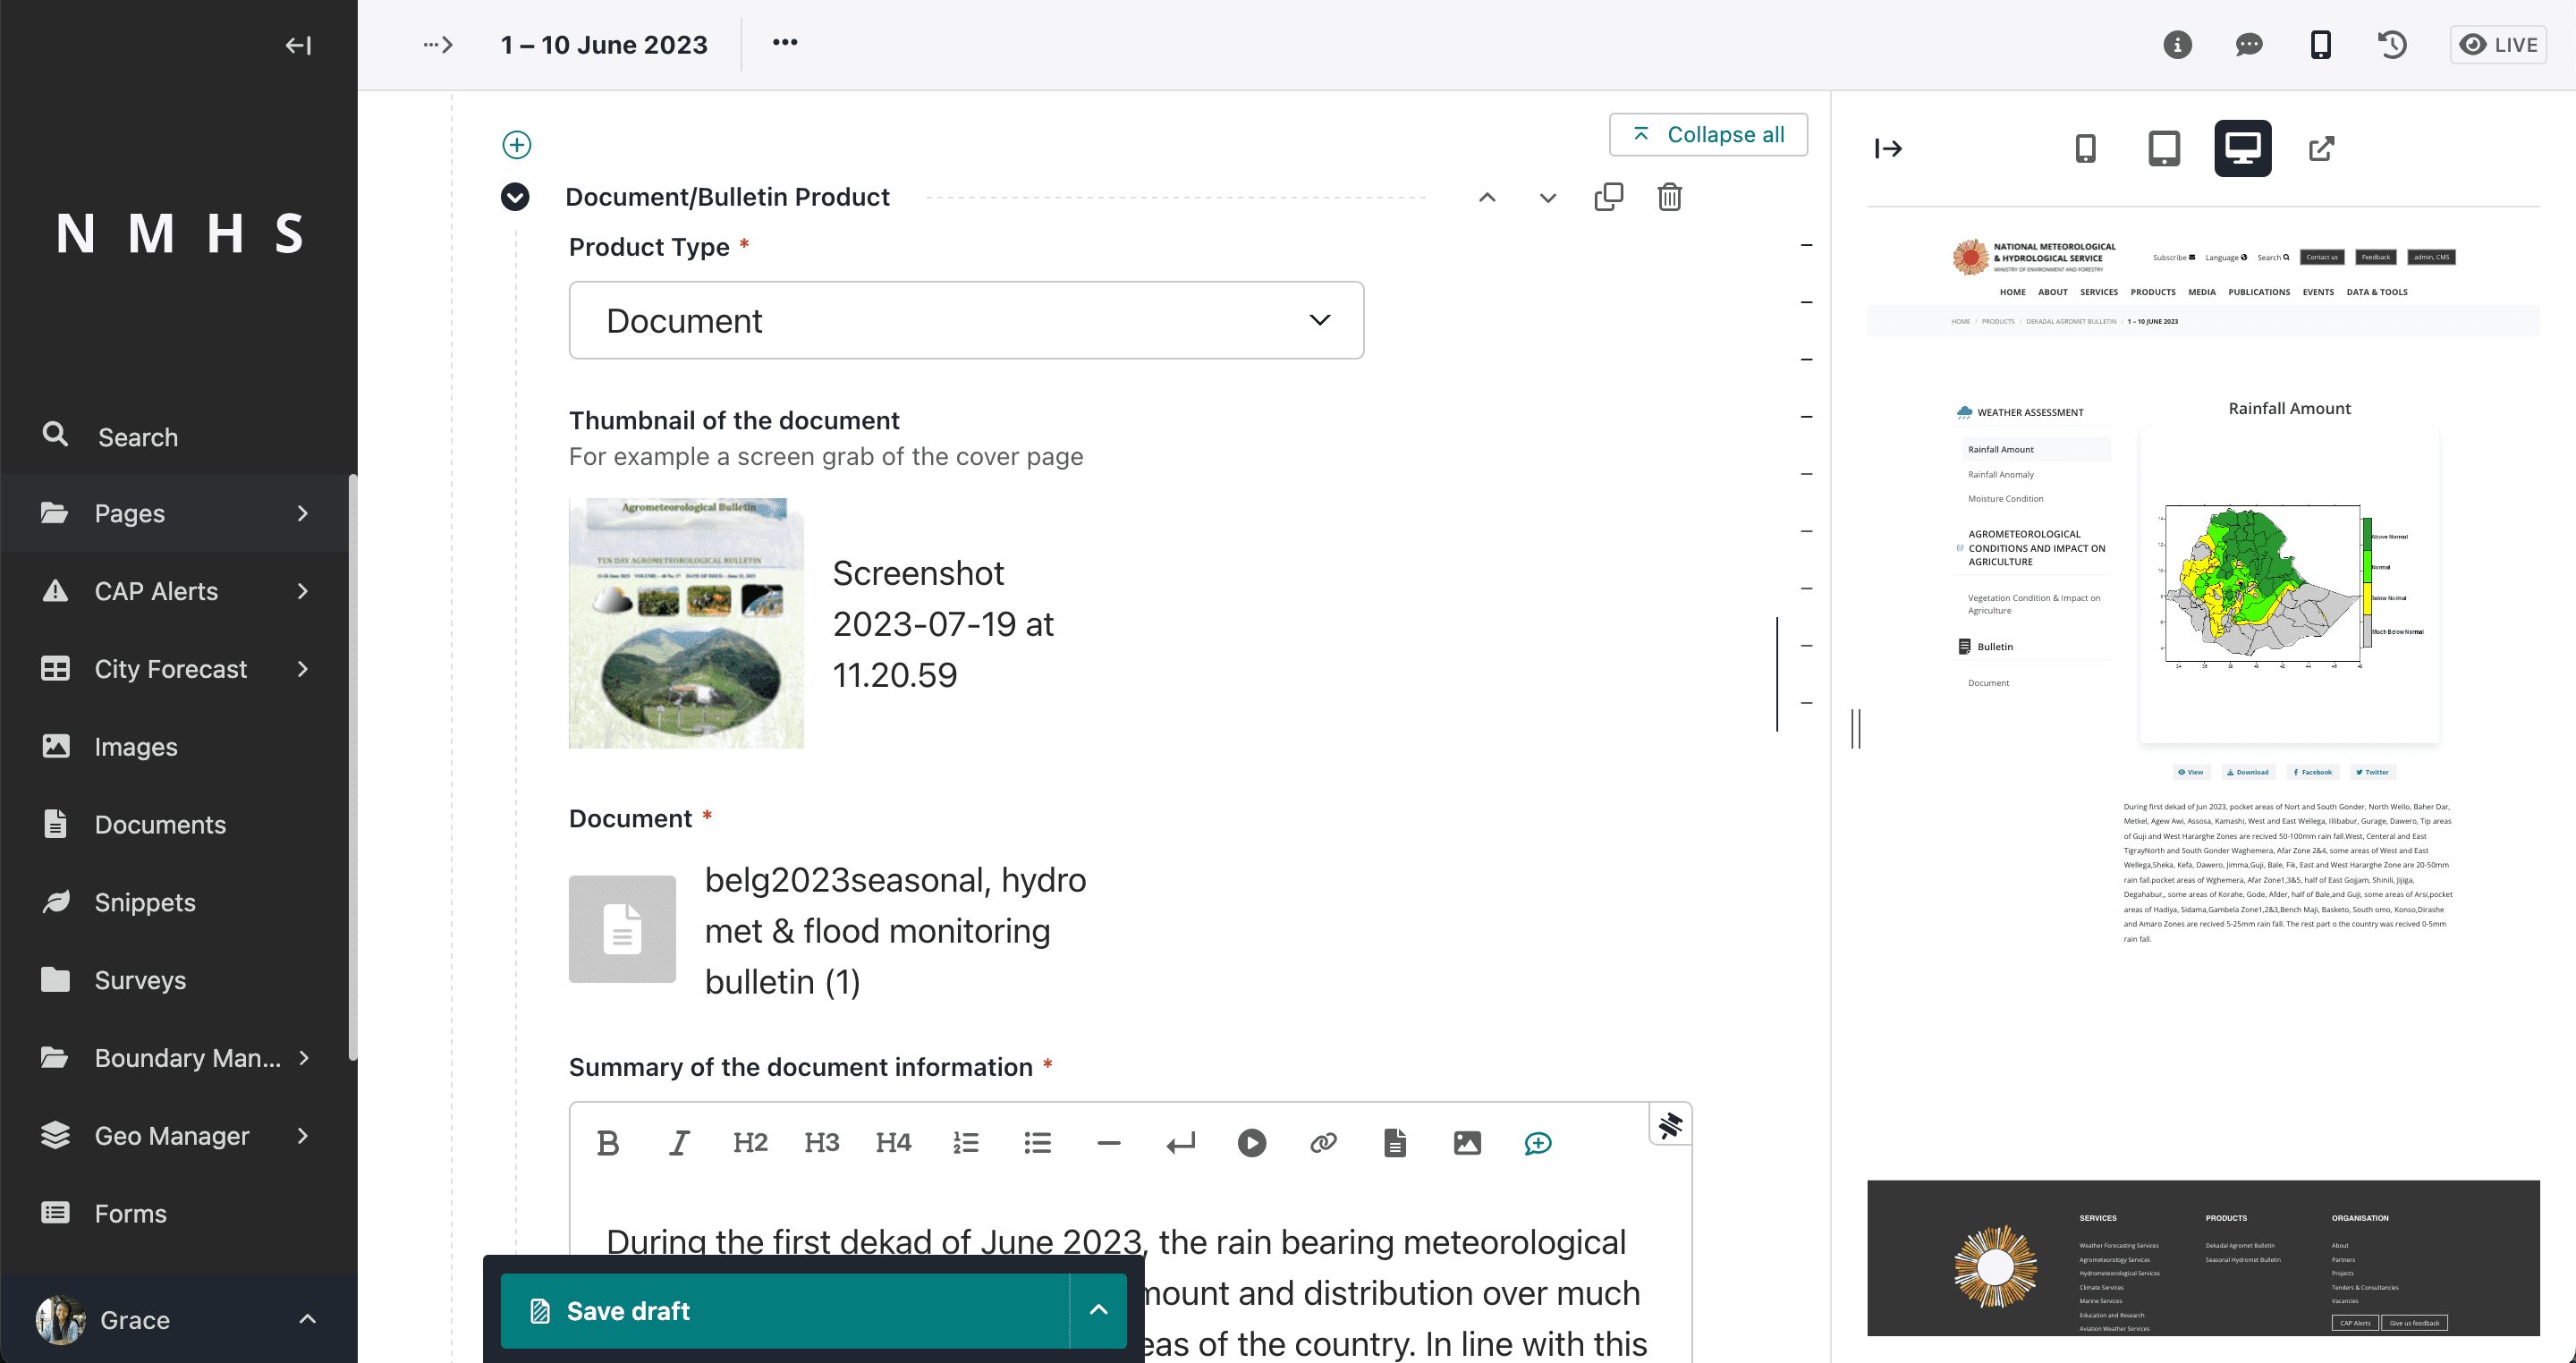 1 – 10 June 2023
LIVE
N M H S
Search
Pages
CAP Alerts
City Forecast
Images
Documents
Snippets
Surveys
Boundary Man...
Geo Manager
Forms
Grace
Collapse all
Document/Bulletin Product
Product Type *
Document
Thumbnail of the document
For example a screen grab of the cover page
Agrometeorological Bulletin
TEN DAY AGROMETEOROLOGICAL BULLETIN
Screenshot
2023-07-19 at
11.20.59
Document *
belg2023seasonal, hydro
met & flood monitoring
bulletin (1)
Summary of the document information *
B I H2 H3 H4
During the first dekad of June 2023, the rain bearing meteorological
mount and distribution over much
eas of the country. In line with this
Save draft
NATIONAL METEOROLOGICAL
& HYDROLOGICAL SERVICE
MINISTRY OF ENVIRONMENT AND FORESTRY
Subscribe Language Search Contact us Feedback admin, CMS
HOME ABOUT SERVICES PRODUCTS MEDIA PUBLICATIONS EVENTS DATA & TOOLS
HOME / PRODUCTS / DEKADAL AGROMET BULLETIN / 1 – 10 JUNE 2023
WEATHER ASSESSMENT
Rainfall Amount
Rainfall Anomaly
Moisture Condition
AGROMETEOROLOGICAL
CONDITIONS AND IMPACT ON
AGRICULTURE
Vegetation Condition & Impact on
Agriculture
Bulletin
Document
Rainfall Amount
Above Normal
Normal
Below Normal
Much Below Normal
View Download Facebook Twitter
During first dekad of Jun 2023, pocket areas of Nort and South Gonder, North Wello, Baher Dar,
Metkel, Agew Awi, Assosa, Kamashi, West and East Wellega, Illibabur, Gurage, Dawero, Tip areas
of Guji and West Hararghe Zones are recived 50-100mm rain fall.West, Centeral and East
TigrayNorth and South Gonder Waghemera, Afar Zone 2&4, some areas of West and East
Wellega,Sheka, Kefa, Dawero, Jimma,Guji, Bale, Fik, East and West Hararghe Zone are 20-50mm
rain fall.pocket areas of Wghemera, Afar Zone1,3&5, half of East Gojjam, Shinili, Jijiga,
Degahabur,, some areas of Korahe, Gode, Afder, half of Bale,and Guji, some areas of Arsi,pocket
areas of Hadiya, Sidama,Gambela Zone1,2&3,Bench Maji, Basketo, South omo, Konso,Dirashe
and Amaro Zones are recived 5-25mm rain fall. The rest part o the country was recived 0-5mm
rain fall.
SERVICES
Weather Forecasting Services
Agrometeorology Services
Hydrometeorological Services
Climate Services
Marine Services
Education and Research
Aviation Weather Services
PRODUCTS
Dekadal Agromet Bulletin
Seasonal Hydromet Bulletin
ORGANISATION
About
Partners
Projects
Tenders & Consultancies
Vacancies
CAP Alerts Give us feedback